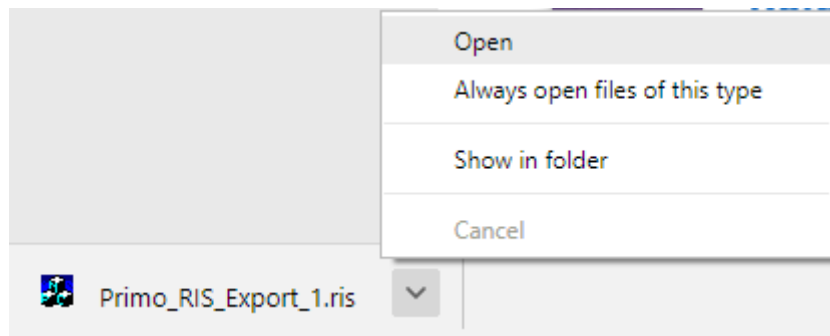 Open
Always open files of this type
Show in folder
Cancel
Primo_RIS_Export_1.ris